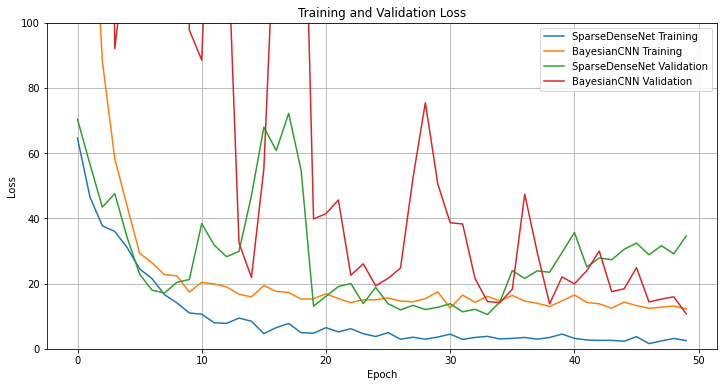 Training and Validation Loss
SparseDenseNet Training
BayesianCNN Training
SparseDenseNet Validation
BayesianCNN Validation
Loss
100
80
60
40
20
0
0 10 20 30 40 50
Epoch